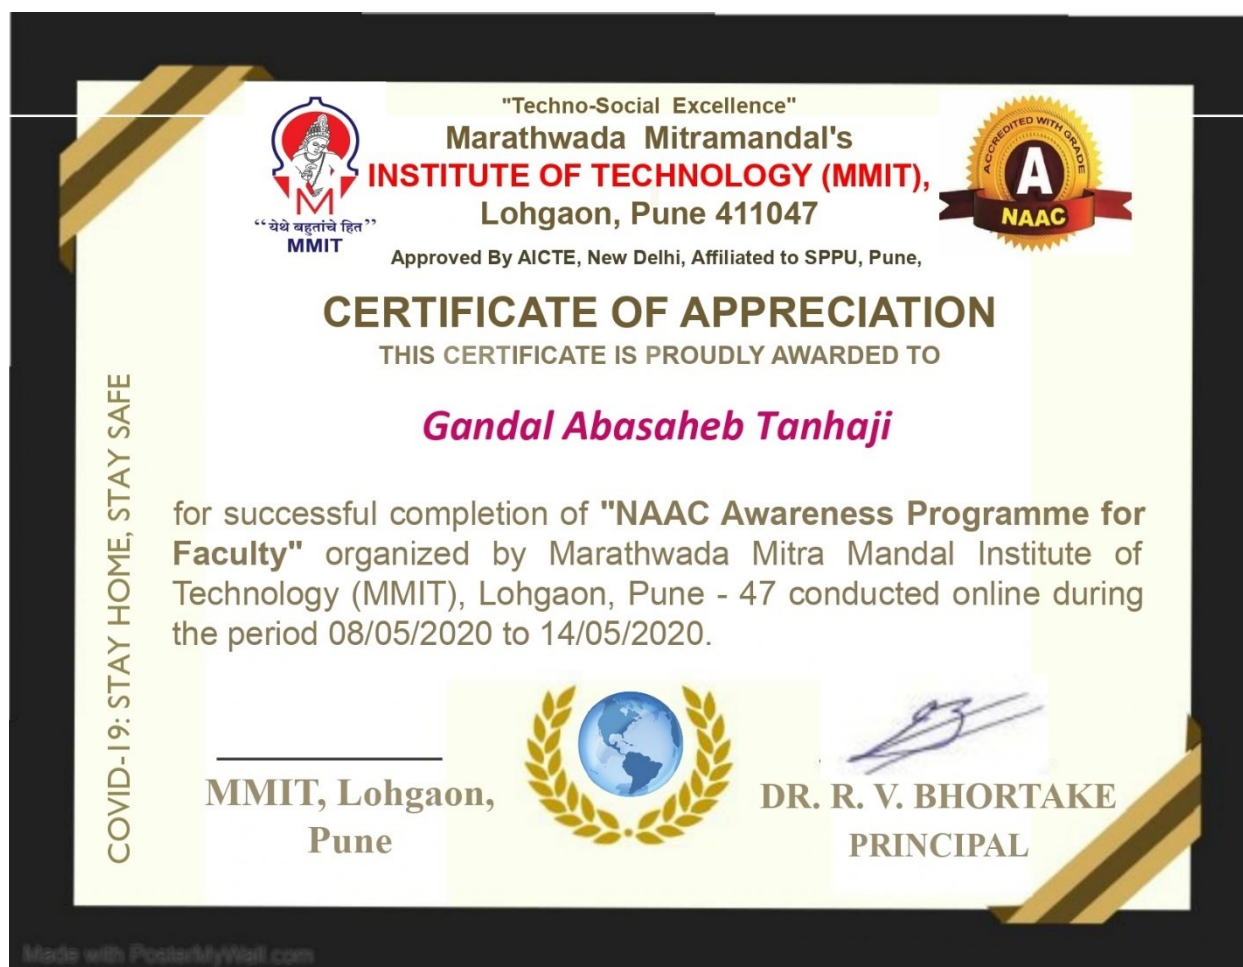 "Techno-Social Excellence"
Marathwada Mitramandal's
INSTITUTE OF TECHNOLOGY (MMIT),
Lohgaon, Pune 411047
Approved By AICTE, New Delhi, Affiliated to SPPU, Pune,
“येथे बहुतांचे हित”
MMIT
ACCREDITED WITH GRADE
A
NAAC
CERTIFICATE OF APPRECIATION
THIS CERTIFICATE IS PROUDLY AWARDED TO
Gandal Abasaheb Tanhaji
for successful completion of "NAAC Awareness Programme for
Faculty" organized by Marathwada Mitra Mandal Institute of
Technology (MMIT), Lohgaon, Pune - 47 conducted online during
the period 08/05/2020 to 14/05/2020.
COVID-19: STAY HOME, STAY SAFE
MMIT, Lohgaon,
Pune
DR. R. V. BHORTAKE
PRINCIPAL
Made with PosterMyWall.com